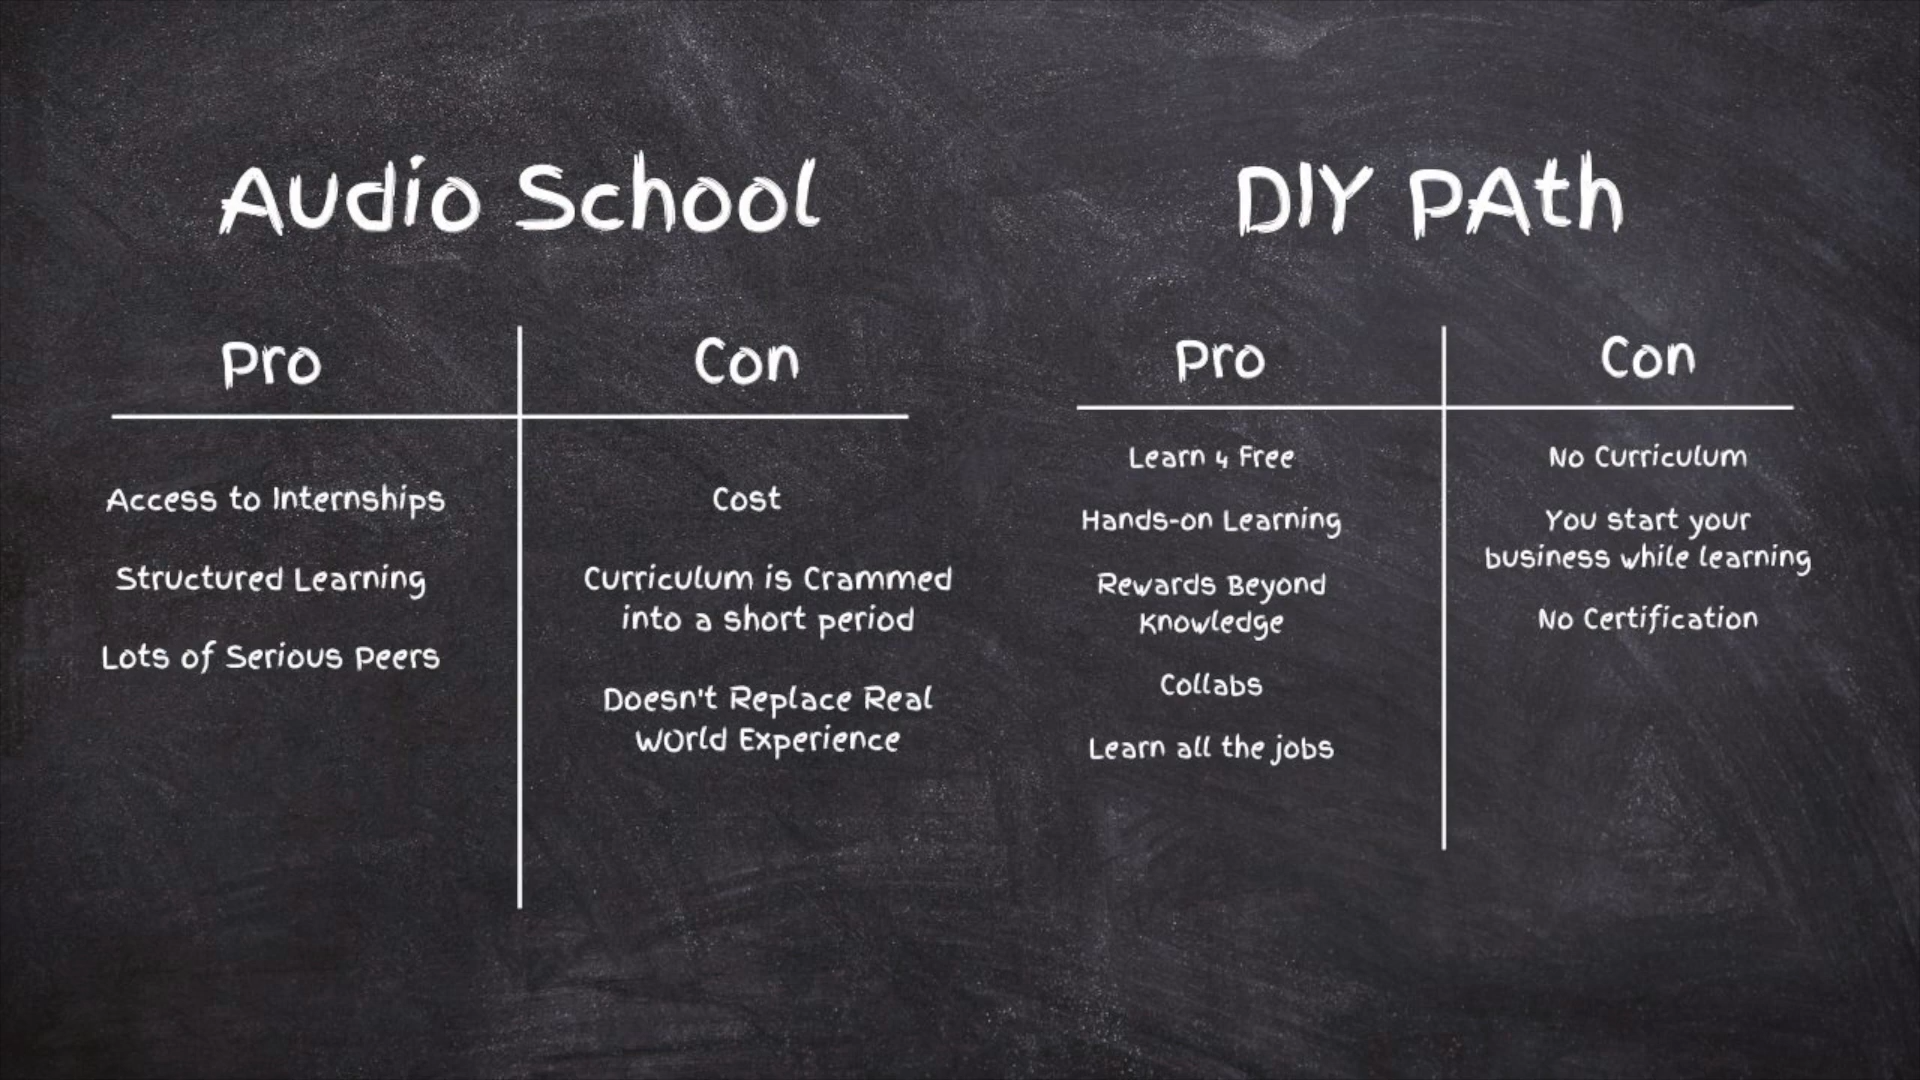 Audio School
Pro
Con
Access to Internships
Structured Learning
Lots of Serious Peers
Cost
Curriculum is Crammed
into a short period
Doesn't Replace Real
World Experience
DIY PAth
Pro
Con
Learn 4 Free
Hands-on Learning
Rewards Beyond
Knowledge
Collabs
Learn all the jobs
No Curriculum
You start your
business while learning
No Certification